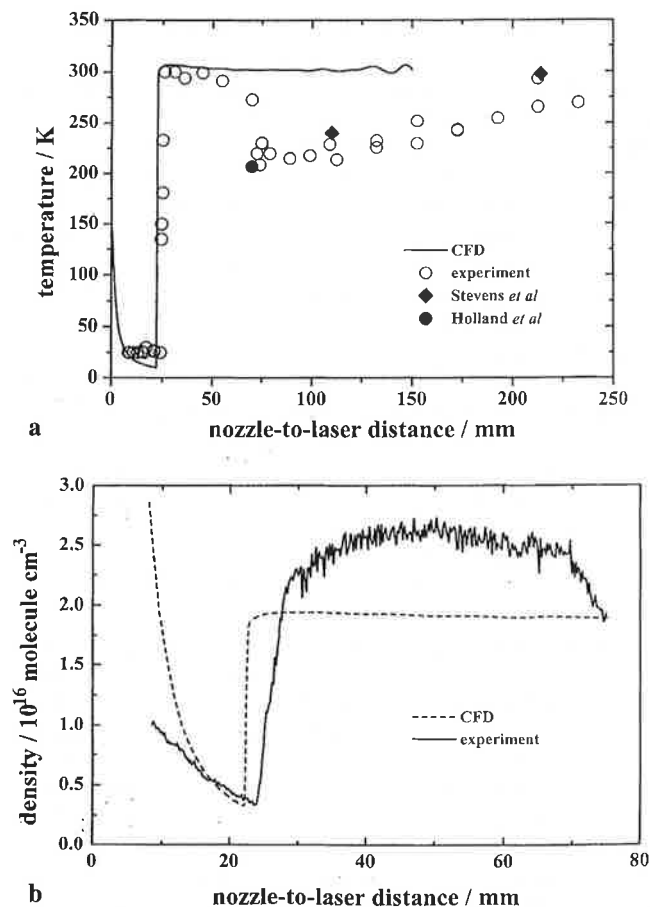 350
300
250
200
150
100
50
0
temperature / K
CFD
experiment
Stevens et al
Holland et al
0 50 100 150 200 250
a
nozzle-to-laser distance / mm
3.0
2.5
2.0
1.5
1.0
0.5
0.0
density / 10¹⁶ molecule cm⁻³
CFD
experiment
0 20 40 60 80
b
nozzle-to-laser distance / mm